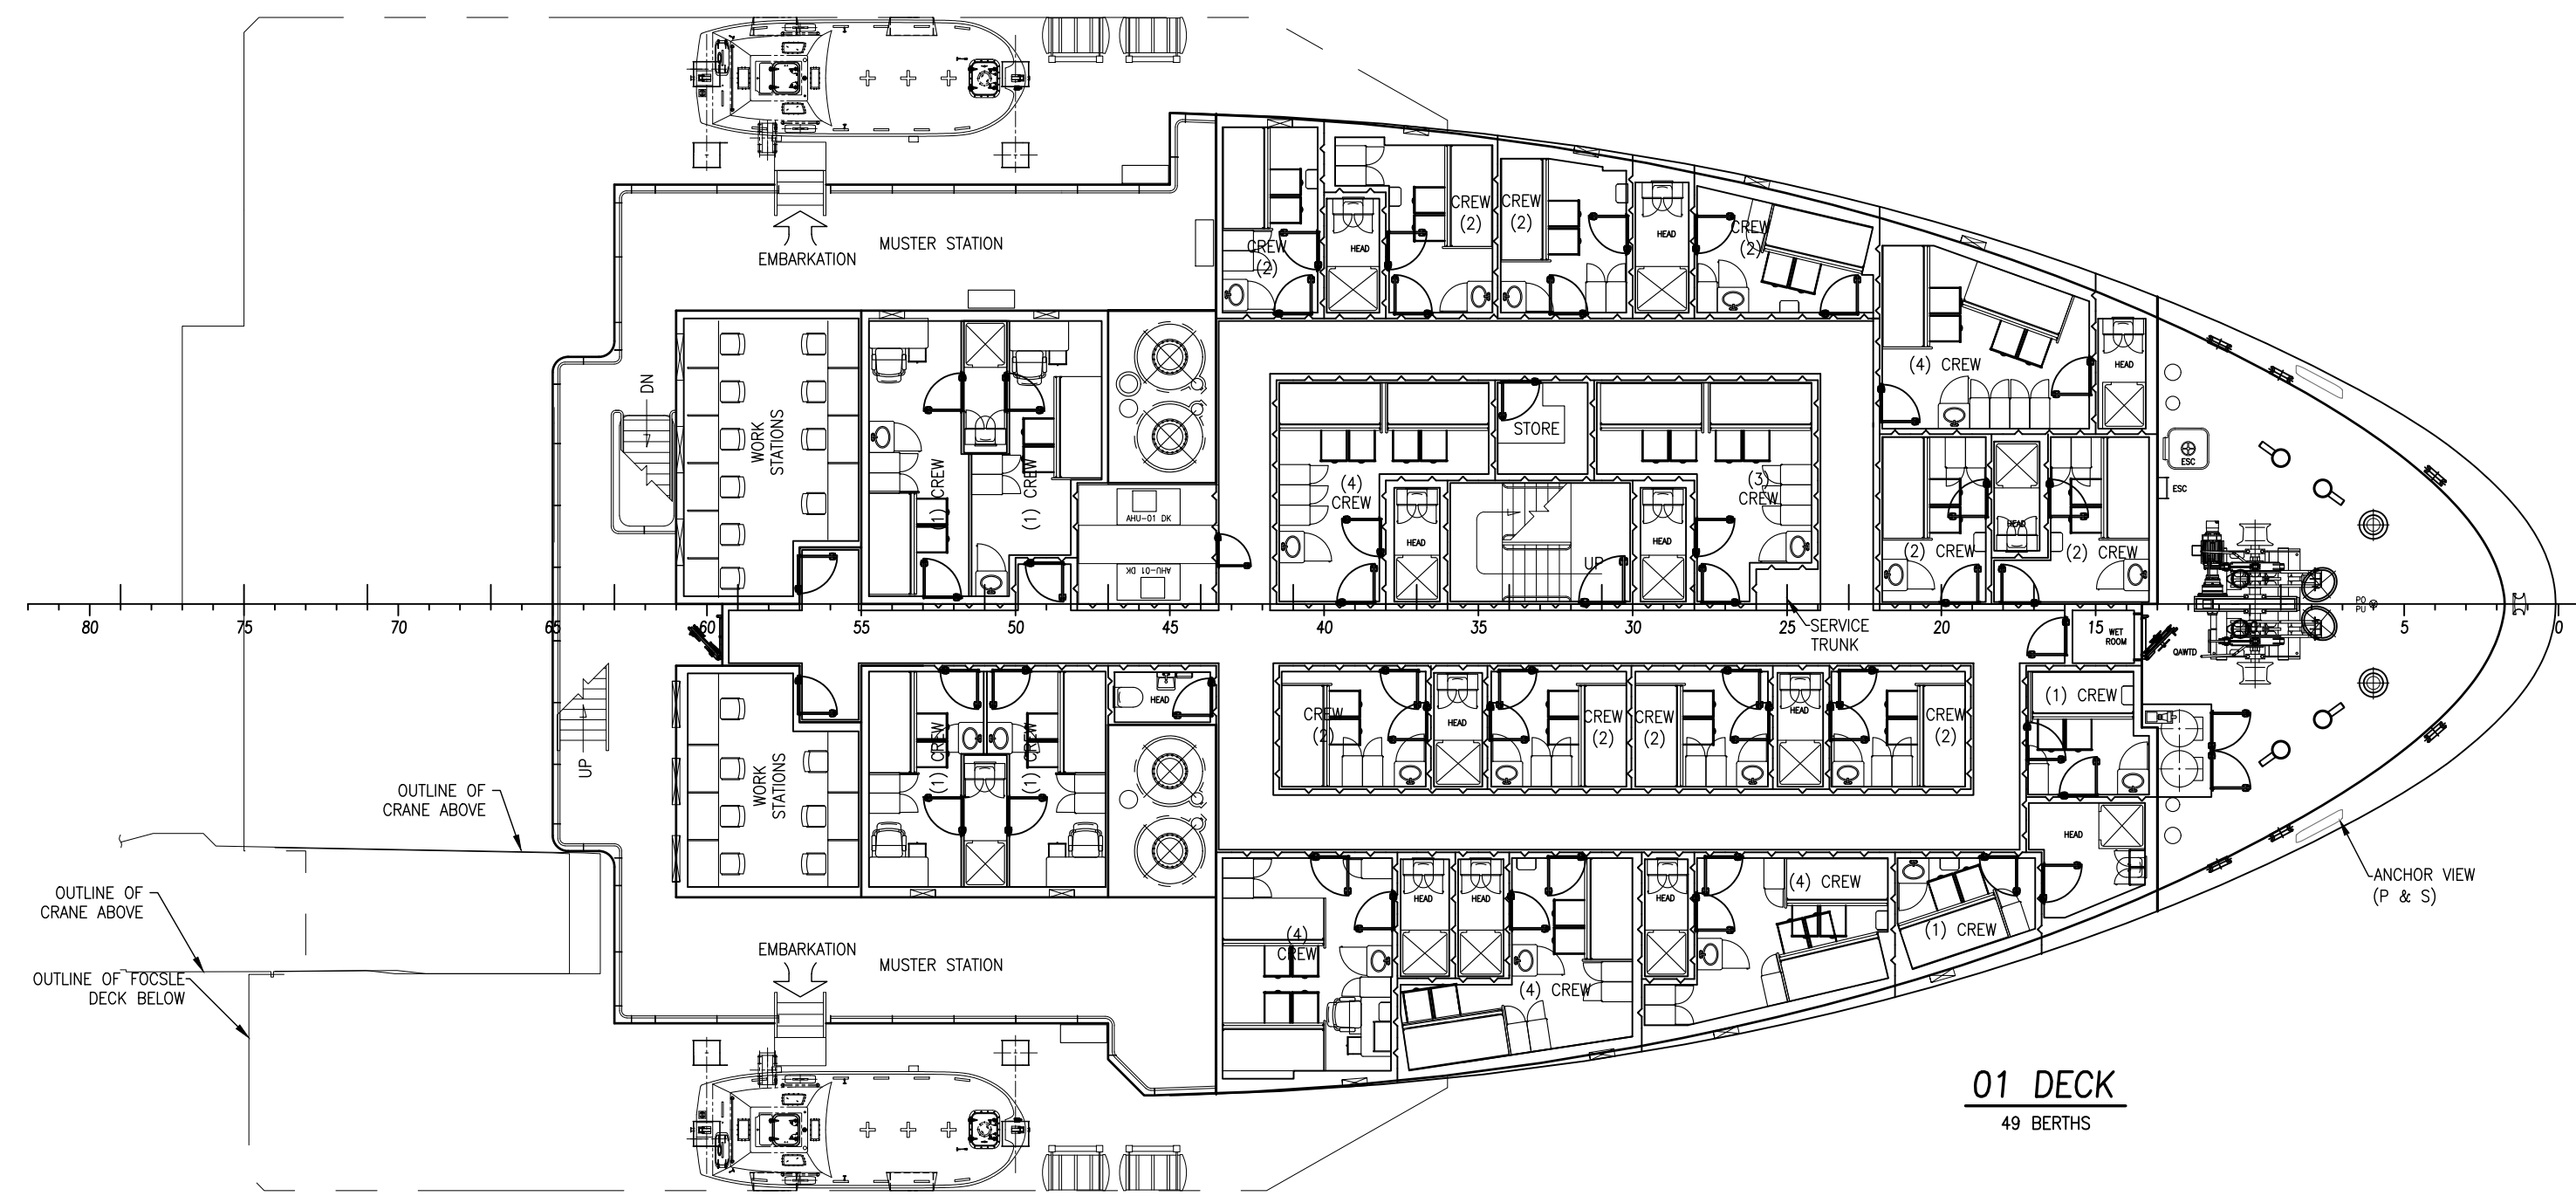 EMBARKATION
MUSTER STATION
CREW
(2)
HEAD
CREW
(2)
CREW
(2)
HEAD
CREW
(2)
(4) CREW
HEAD
DN
WORK
STATIONS
(1) CREW
(1) CREW
AHU-01 DK
AHU-01 DK
(4)
CREW
HEAD
STORE
UP
HEAD
(3)
CREW
(2) CREW
HEAD
(2) CREW
ESC
ESC
80
75
70
65
60
55
50
45
40
35
30
25
20
15
5
0
PO
PU
SERVICE
TRUNK
WET
ROOM
QAWTD
UP
WORK
STATIONS
(1) CREW
(1) CREW
HEAD
CREW
(2)
HEAD
CREW
(2)
CREW
(2)
HEAD
CREW
(2)
(1) CREW
HEAD
OUTLINE OF
CRANE ABOVE
OUTLINE OF
CRANE ABOVE
OUTLINE OF FOCSLE
DECK BELOW
EMBARKATION
MUSTER STATION
(4)
CREW
HEAD
HEAD
(4) CREW
HEAD
(4) CREW
(1) CREW
ANCHOR VIEW
(P & S)
01 DECK
49 BERTHS